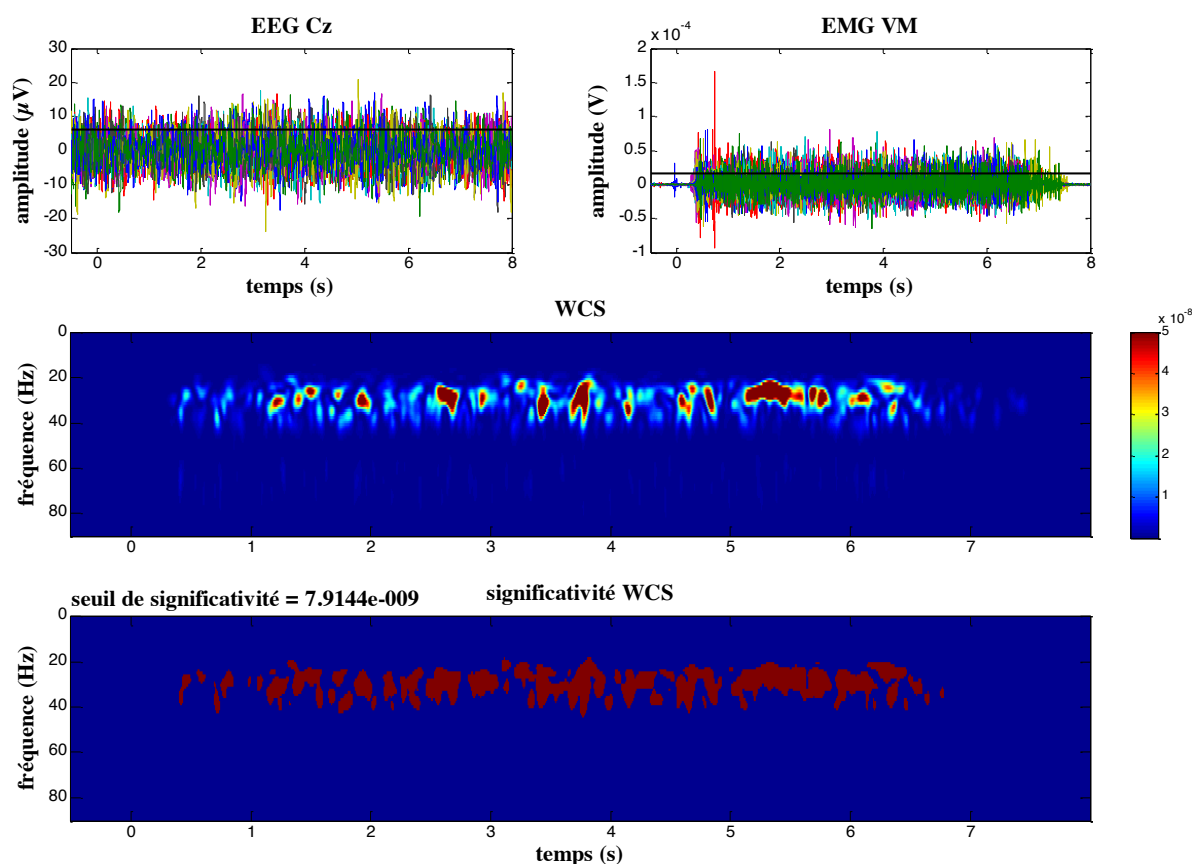 EEG Cz
EMG VM
x 10^-4
30
20
10
0
-10
-20
-30
amplitude (µV)
0 2 4 6 8
temps (s)
2
1.5
1
0.5
0
-0.5
-1
amplitude (V)
0 2 4 6 8
temps (s)
WCS
0
20
40
60
80
fréquence (Hz)
0 1 2 3 4 5 6 7
x 10^-8
5
4
3
2
1
seuil de significativité = 7.9144e-009
significativité WCS
0
20
40
60
80
fréquence (Hz)
0 1 2 3 4 5 6 7
temps (s)